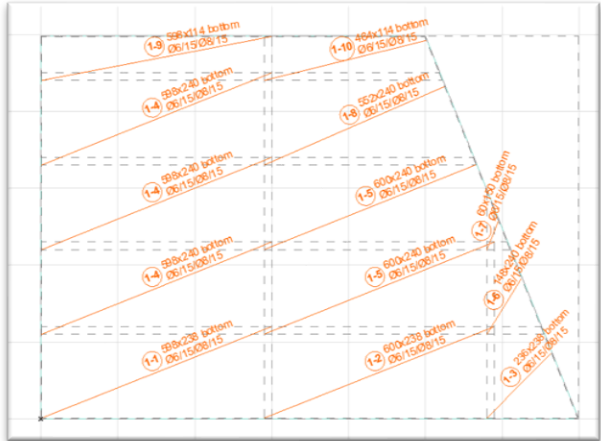 1-9 598x114 bottom
Ø6/15/Ø8/15
1-10 464x114 bottom
Ø6/15/Ø8/15
1-4 598x240 bottom
Ø6/15/Ø8/15
1-8 552x240 bottom
Ø6/15/Ø8/15
1-4 598x240 bottom
Ø6/15/Ø8/15
1-5 600x240 bottom
Ø6/15/Ø8/15
1-7 bottom
Ø6/15/Ø8/15
1-4 598x240 bottom
Ø6/15/Ø8/15
1-5 600x240 bottom
Ø6/15/Ø8/15
1-6 148x240 bottom
Ø6/15/Ø8/15
1-1 598x238 bottom
Ø6/15/Ø8/15
1-2 600x238 bottom
Ø6/15/Ø8/15
1-3 236x238 bottom
Ø6/15/Ø8/15